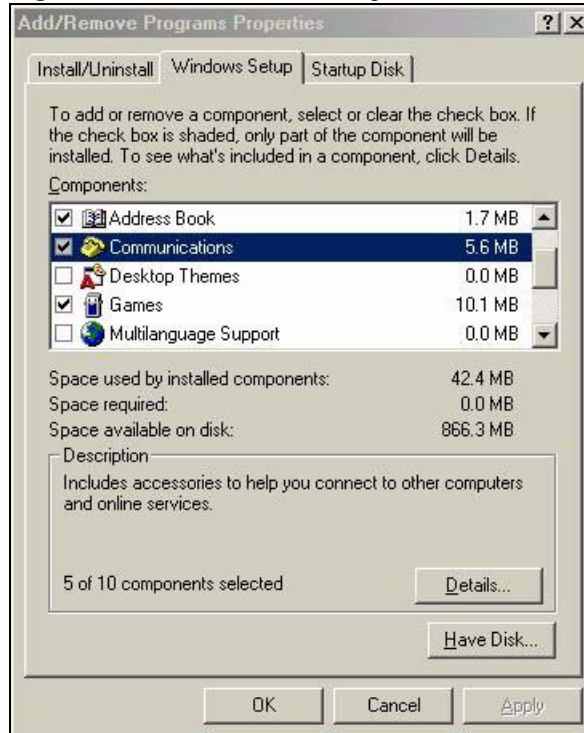 Add/Remove Programs Properties
Install/Uninstall Windows Setup Startup Disk
To add or remove a component, select or clear the check box. If
the check box is shaded, only part of the component will be
installed. To see what's included in a component, click Details.
Components:
Address Book 1.7 MB
Communications 5.6 MB
Desktop Themes 0.0 MB
Games 10.1 MB
Multilanguage Support 0.0 MB
Space used by installed components: 42.4 MB
Space required: 0.0 MB
Space available on disk: 866.3 MB
Description
Includes accessories to help you connect to other computers
and online services.
5 of 10 components selected
Details...
Have Disk...
OK Cancel Apply